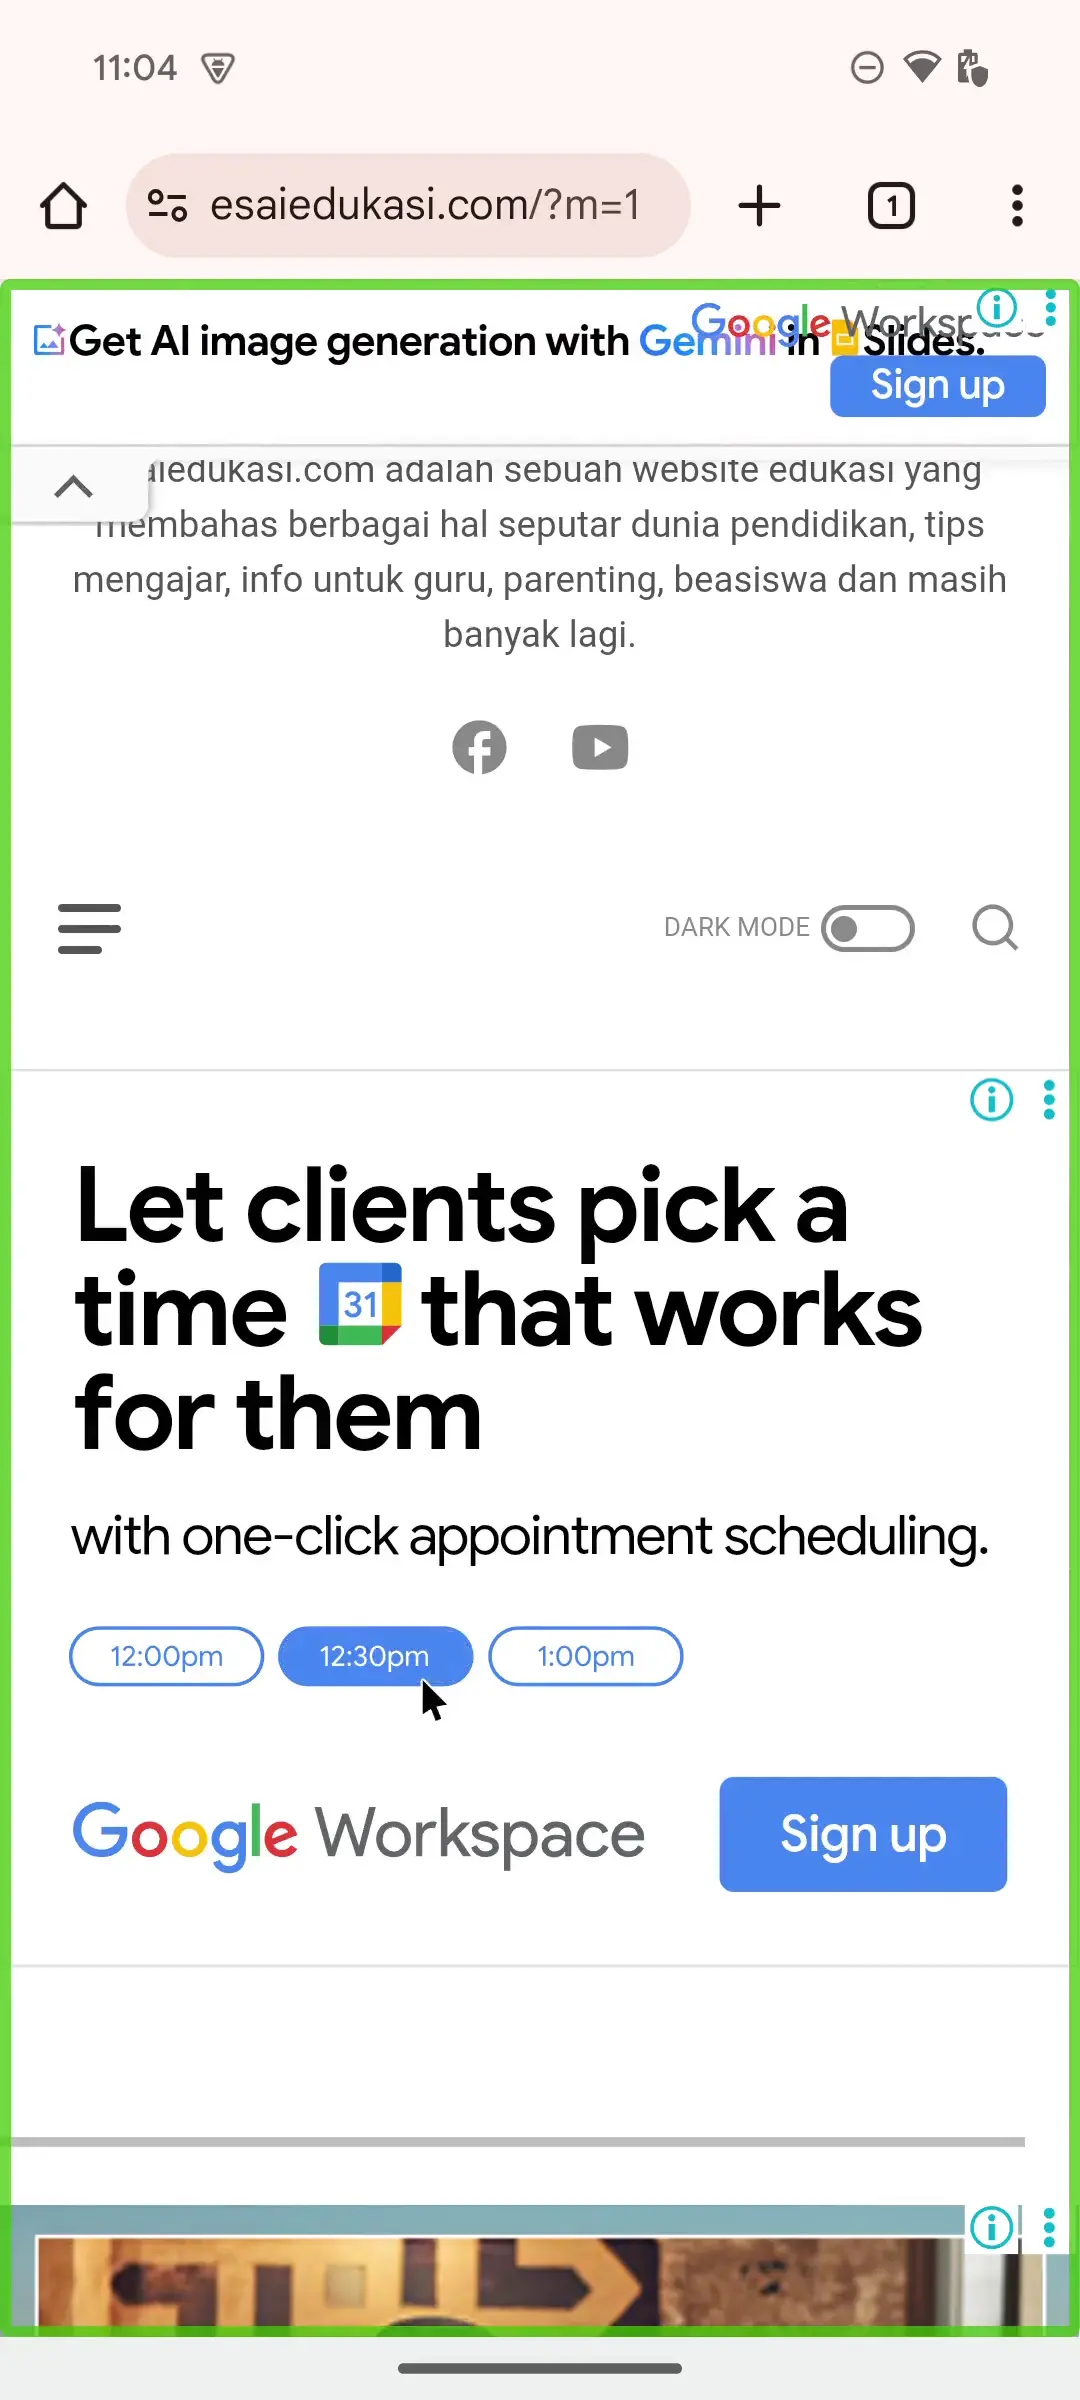 11:04
esaiedukasi.com/?m=1
1
Google Workspace
Get AI image generation with Gemini in Slides.
Sign up
aiedukasi.com adalah sebuah website edukasi yang
membahas berbagai hal seputar dunia pendidikan, tips
mengajar, info untuk guru, parenting, beasiswa dan masih
banyak lagi.
DARK MODE
Let clients pick a
time 31 that works
for them
with one-click appointment scheduling.
12:00pm 12:30pm 1:00pm
Google Workspace Sign up